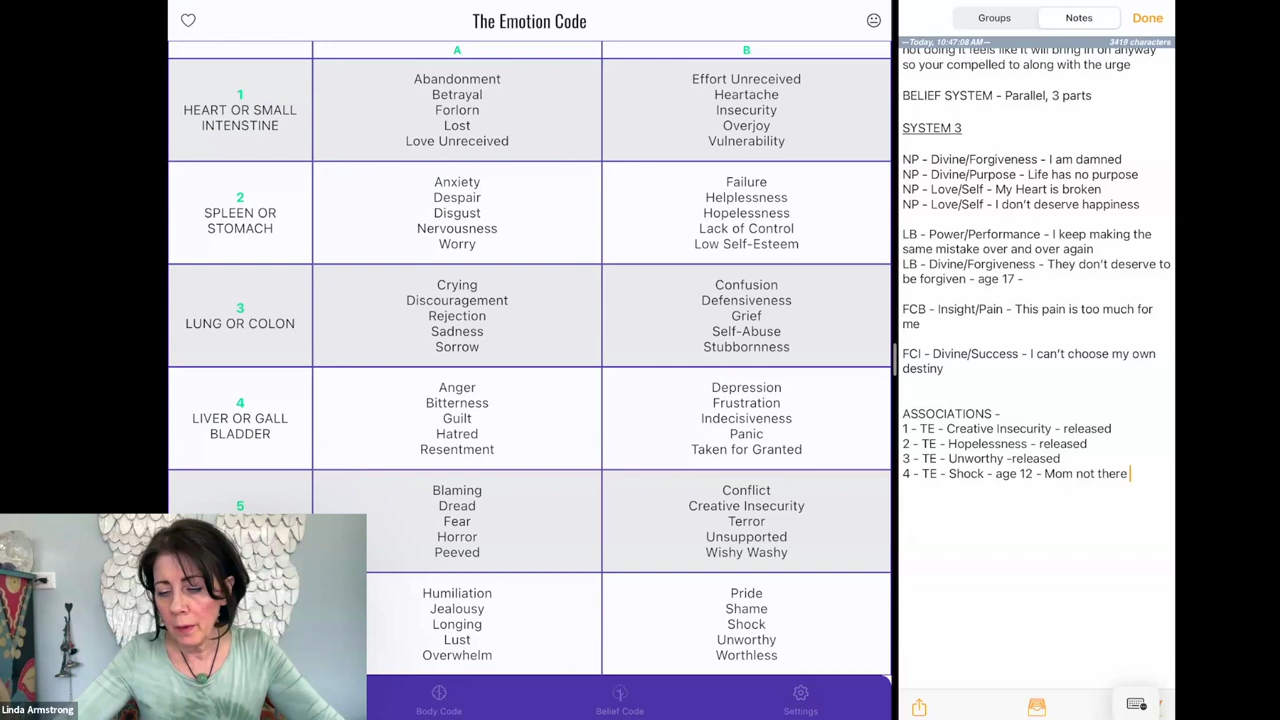 The Emotion Code
A
B
1
HEART OR SMALL
INTENSTINE
Abandonment
Betrayal
Forlorn
Lost
Love Unreceived
Effort Unreceived
Heartache
Insecurity
Overjoy
Vulnerability
2
SPLEEN OR
STOMACH
Anxiety
Despair
Disgust
Nervousness
Worry
Failure
Helplessness
Hopelessness
Lack of Control
Low Self-Esteem
3
LUNG OR COLON
Crying
Discouragement
Rejection
Sadness
Sorrow
Confusion
Defensiveness
Grief
Self-Abuse
Stubbornness
4
LIVER OR GALL
BLADDER
Anger
Bitterness
Guilt
Hatred
Resentment
Depression
Frustration
Indecisiveness
Panic
Taken for Granted
5
Blaming
Dread
Fear
Horror
Peeved
Conflict
Creative Insecurity
Terror
Unsupported
Wishy Washy
Humiliation
Jealousy
Longing
Lust
Overwhelm
Pride
Shame
Shock
Unworthy
Worthless
Body Code
Belief Code
Settings
Linda Armstrong
Groups
Notes
Done
—Today, 10:47:08 AM—
3419 characters
not doing it feels like it will bring in on anyway
so your compelled to along with the urge
BELIEF SYSTEM - Parallel, 3 parts
SYSTEM 3
NP - Divine/Forgiveness - I am damned
NP - Divine/Purpose - Life has no purpose
NP - Love/Self - My Heart is broken
NP - Love/Self - I don't deserve happiness
LB - Power/Performance - I keep making the
same mistake over and over again
LB - Divine/Forgiveness - They don't deserve to
be forgiven - age 17 -
FCB - Insight/Pain - This pain is too much for
me
FCI - Divine/Success - I can't choose my own
destiny
ASSOCIATIONS -
1 - TE - Creative Insecurity - released
2 - TE - Hopelessness - released
3 - TE - Unworthy -released
4 - TE - Shock - age 12 - Mom not there